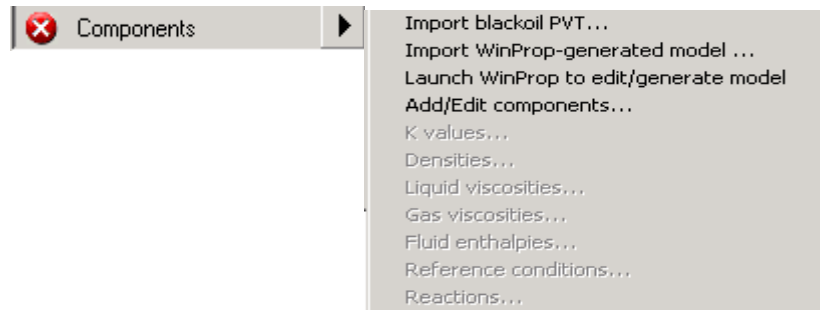 Components
Import blackoil PVT...
Import WinProp-generated model ...
Launch WinProp to edit/generate model
Add/Edit components...
K values...
Densities...
Liquid viscosities...
Gas viscosities...
Fluid enthalpies...
Reference conditions...
Reactions...